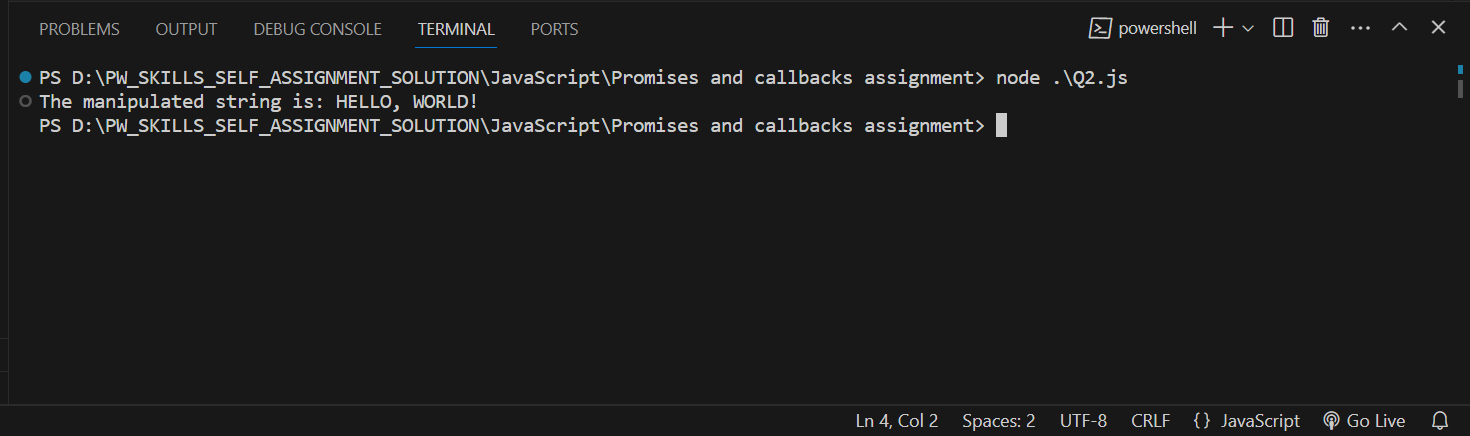 PROBLEMS OUTPUT DEBUG CONSOLE TERMINAL PORTS powershell
PS D:\PW_SKILLS_SELF_ASSIGNMENT_SOLUTION\JavaScript\Promises and callbacks assignment> node .\Q2.js
The manipulated string is: HELLO, WORLD!
PS D:\PW_SKILLS_SELF_ASSIGNMENT_SOLUTION\JavaScript\Promises and callbacks assignment>
Ln 4, Col 2 Spaces: 2 UTF-8 CRLF {} JavaScript Go Live